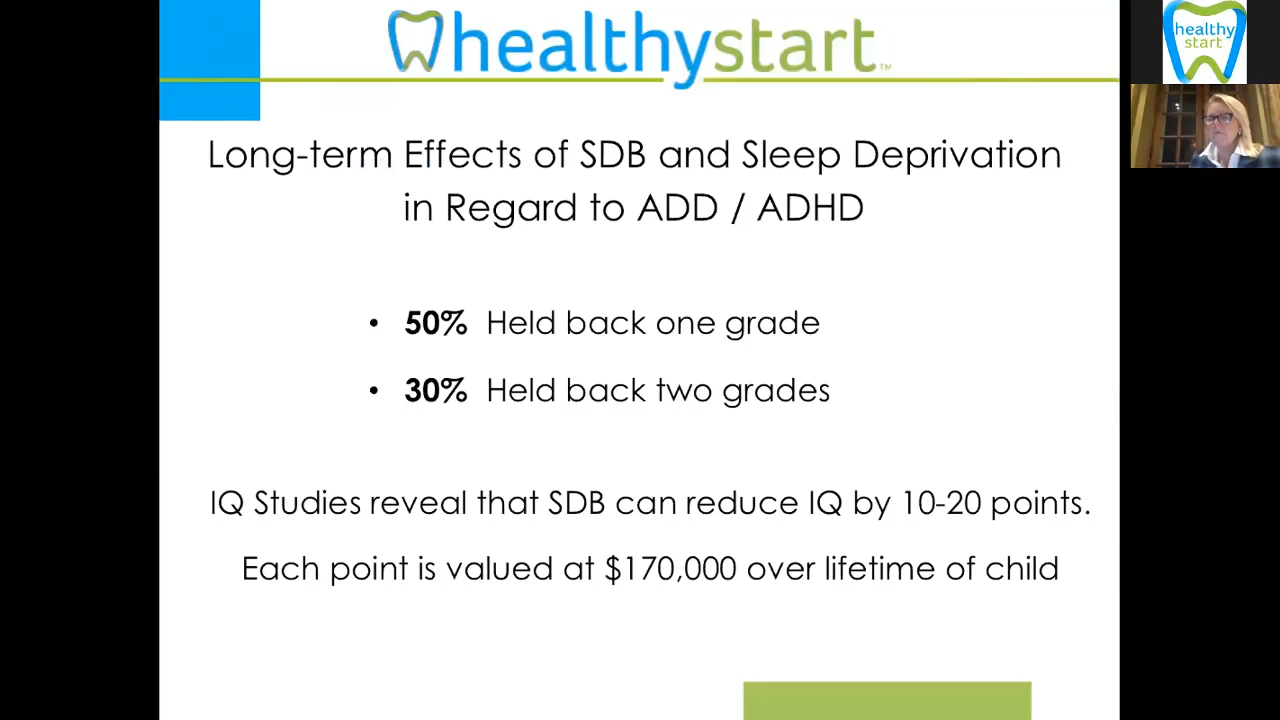 healthystart™
healthy
start
Long-term Effects of SDB and Sleep Deprivation
in Regard to ADD / ADHD
• 50% Held back one grade
• 30% Held back two grades
IQ Studies reveal that SDB can reduce IQ by 10-20 points.
Each point is valued at $170,000 over lifetime of child